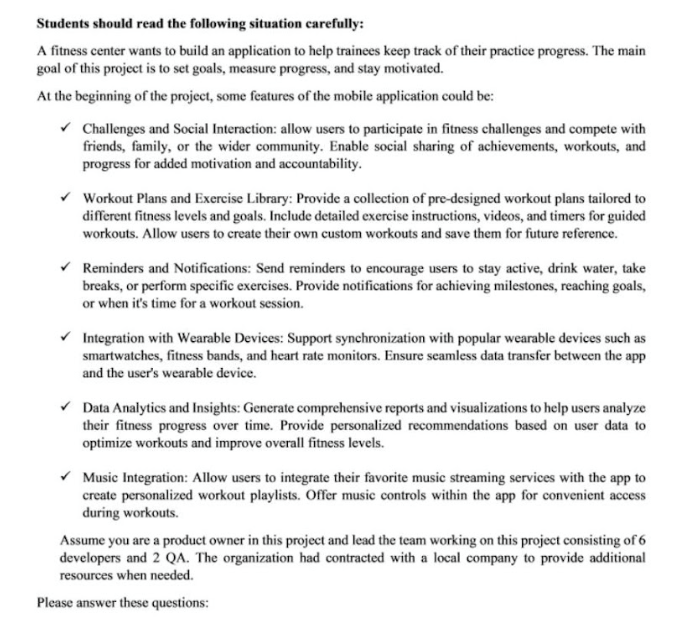 Students should read the following situation carefully:
A fitness center wants to build an application to help trainees keep track of their practice progress. The main
goal of this project is to set goals, measure progress, and stay motivated.
At the beginning of the project, some features of the mobile application could be:
✓ Challenges and Social Interaction: allow users to participate in fitness challenges and compete with
friends, family, or the wider community. Enable social sharing of achievements, workouts, and
progress for added motivation and accountability.
✓ Workout Plans and Exercise Library: Provide a collection of pre-designed workout plans tailored to
different fitness levels and goals. Include detailed exercise instructions, videos, and timers for guided
workouts. Allow users to create their own custom workouts and save them for future reference.
✓ Reminders and Notifications: Send reminders to encourage users to stay active, drink water, take
breaks, or perform specific exercises. Provide notifications for achieving milestones, reaching goals,
or when it's time for a workout session.
✓ Integration with Wearable Devices: Support synchronization with popular wearable devices such as
smartwatches, fitness bands, and heart rate monitors. Ensure seamless data transfer between the app
and the user's wearable device.
✓ Data Analytics and Insights: Generate comprehensive reports and visualizations to help users analyze
their fitness progress over time. Provide personalized recommendations based on user data to
optimize workouts and improve overall fitness levels.
✓ Music Integration: Allow users to integrate their favorite music streaming services with the app to
create personalized workout playlists. Offer music controls within the app for convenient access
during workouts.
Assume you are a product owner in this project and lead the team working on this project consisting of 6
developers and 2 QA. The organization had contracted with a local company to provide additional
resources when needed.
Please answer these questions: